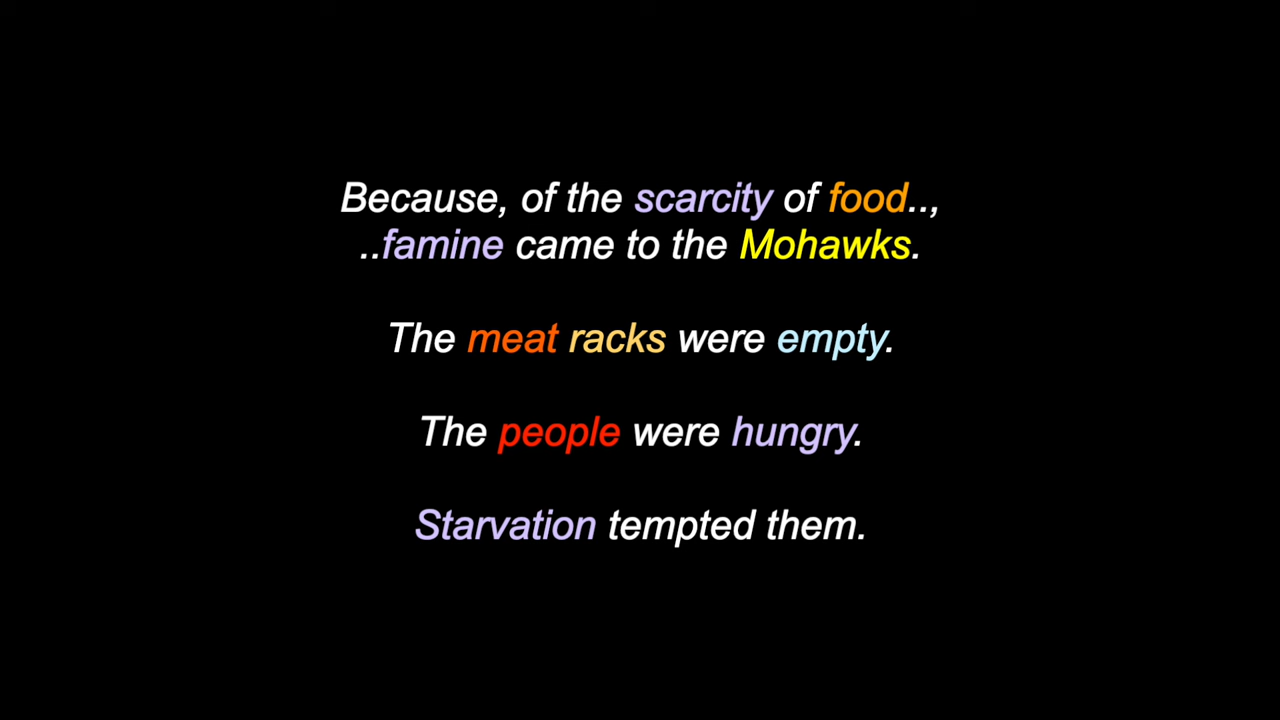 Because, of the scarcity of food..,
..famine came to the Mohawks.
The meat racks were empty.
The people were hungry.
Starvation tempted them.